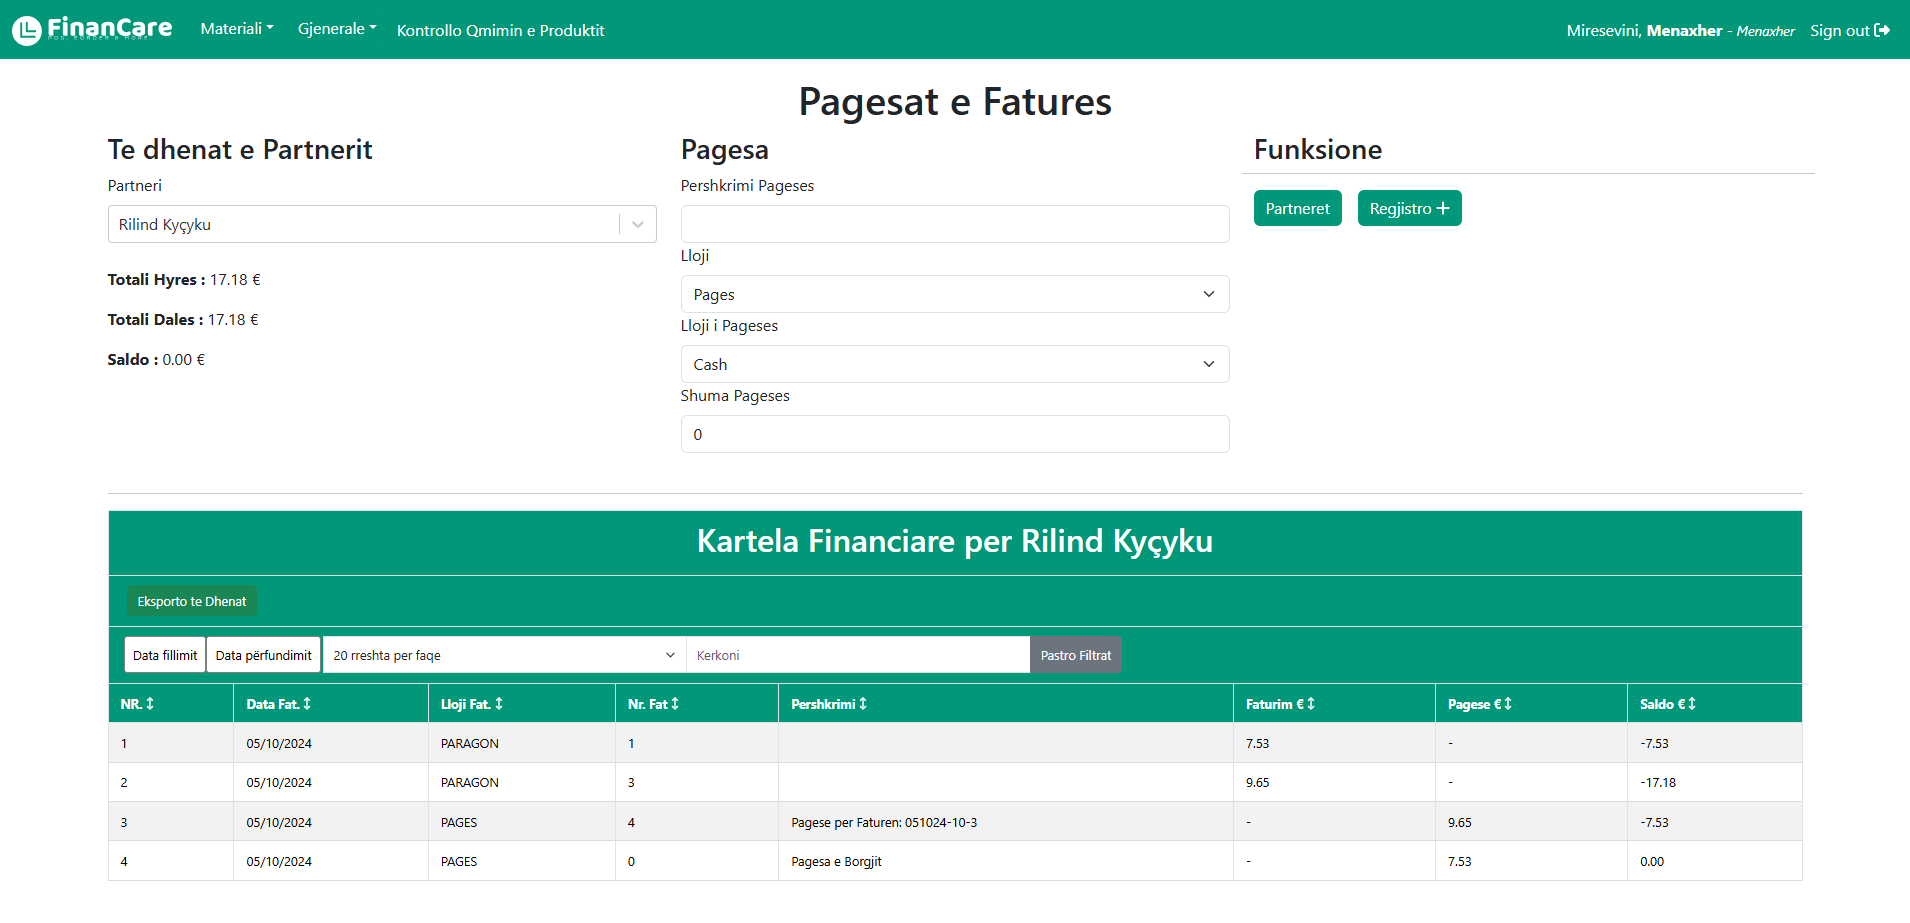 FinanCare
Materiali
Gjenerale
Kontrollo Qmimin e Produktit
Miresevini, Menaxher - Menaxher
Sign out
Pagesat e Fatures
Te dhenat e Partnerit
Partneri
Rilind Kyçyku
Totali Hyres : 17.18 €
Totali Dales : 17.18 €
Saldo : 0.00 €
Pagesa
Pershkrimi Pageses
Lloji
Pages
Lloji i Pageses
Cash
Shuma Pageses
0
Funksione
Partneret
Regjistro
Kartela Financiare per Rilind Kyçyku
Eksporto te Dhenat
Data fillimit
Data përfundimit
20 rreshta per faqe
Kerkoni
Pastro Filtrat
NR. Data Fat. Lloji Fat. Nr. Fat Pershkrimi Faturim € Pagese € Saldo €
1 05/10/2024 PARAGON 1 7.53 - -7.53
2 05/10/2024 PARAGON 3 9.65 - -17.18
3 05/10/2024 PAGES 4 Pagese per Faturen: 051024-10-3 - 9.65 -7.53
4 05/10/2024 PAGES 0 Pagesa e Borgjit - 7.53 0.00